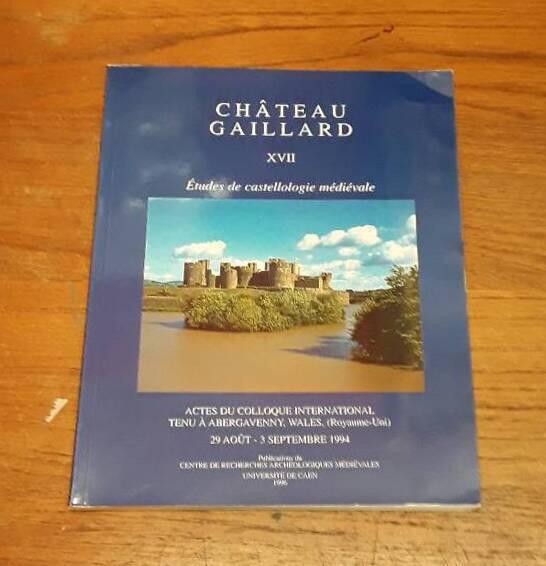 CHÂTEAU
GAILLARD
XVII
Études de castellologie médiévale
ACTES DU COLLOQUE INTERNATIONAL
TENU À ABERGAVENNY, WALES, (Royaume-Uni)
29 AOÛT - 3 SEPTEMBRE 1994
Publications du
CENTRE DE RECHERCHES ARCHÉOLOGIQUES MÉDIÉVALES
UNIVERSITÉ DE CAEN
1996